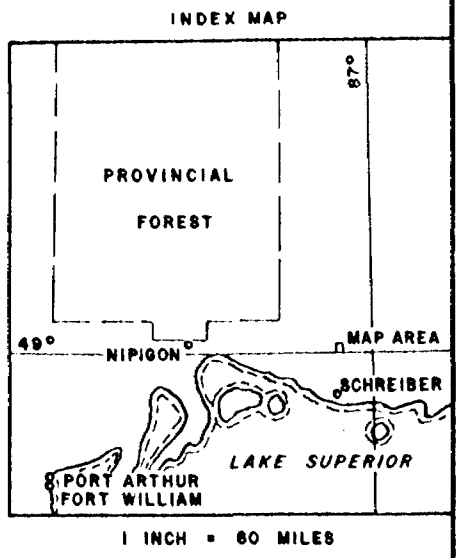 INDEX MAP
87°
PROVINCIAL
FOREST
49°
NIPIGON
MAP AREA
SCHREIBER
LAKE SUPERIOR
PORT ARTHUR
FORT WILLIAM
1 INCH = 60 MILES